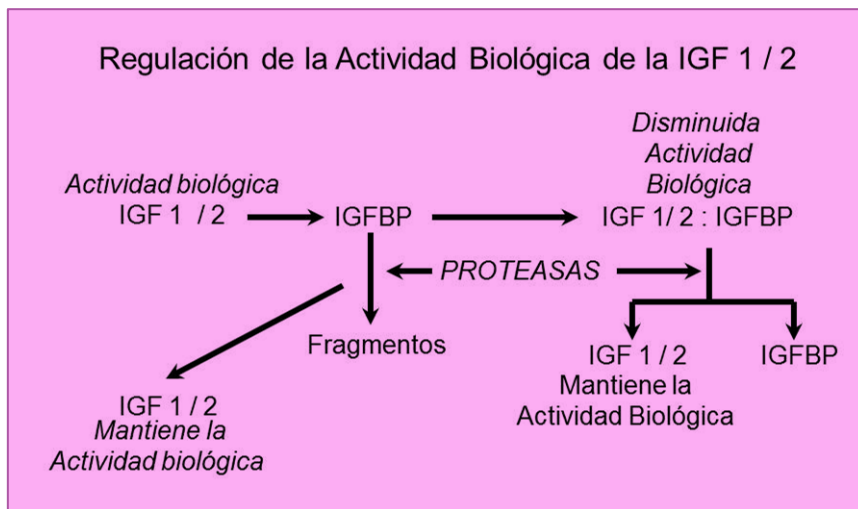 Regulación de la Actividad Biológica de la IGF 1 / 2
Disminuida
Actividad
Biológica
Actividad biológica
IGF 1 / 2
IGFBP
IGF 1/ 2 : IGFBP
PROTEASAS
Fragmentos
IGF 1 / 2
Mantiene la
Actividad Biológica
IGFBP
IGF 1 / 2
Mantiene la
Actividad biológica